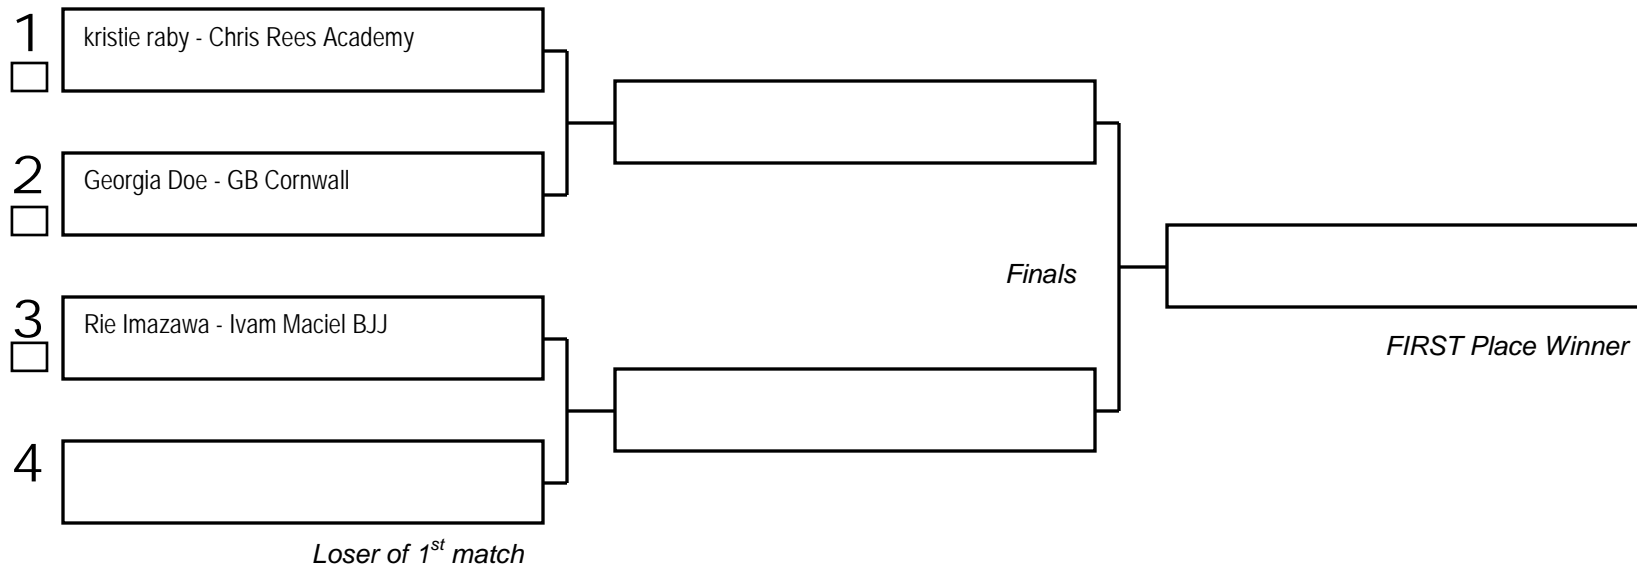 1
kristie raby - Chris Rees Academy
2
Georgia Doe - GB Cornwall
Finals
3
Rie Imazawa - Ivam Maciel BJJ
FIRST Place Winner
4
Loser of 1st match